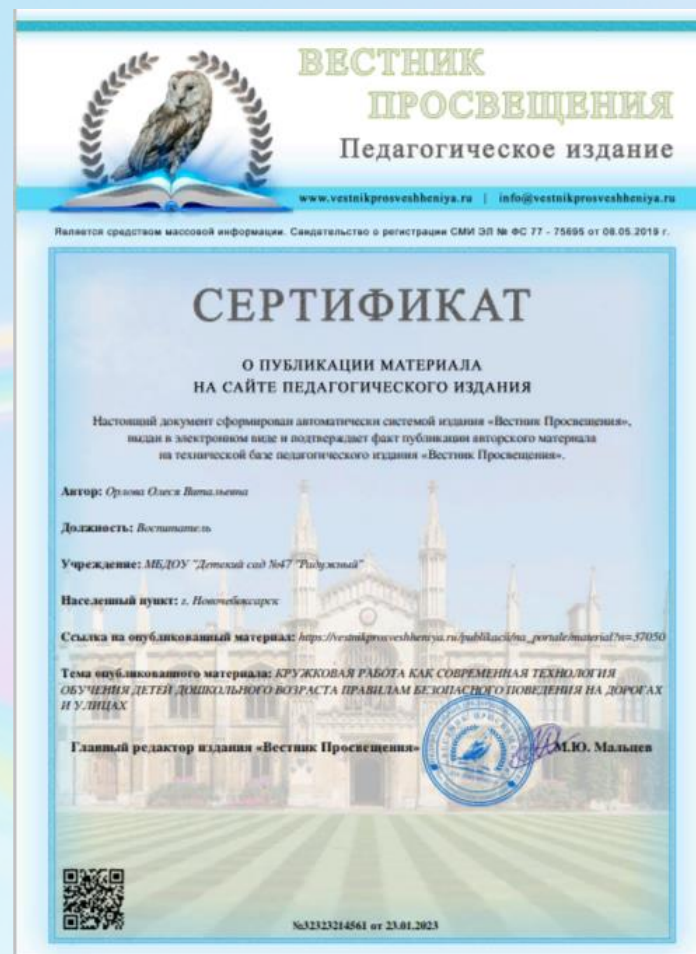 ВЕСТНИК
ПРОСВЕЩЕНИЯ
Педагогическое издание
www.vestnikprosveshheniya.ru | info@vestnikprosveshheniya.ru
Является средством массовой информации. Свидетельство о регистрации СМИ ЭЛ № ФС 77 - 75695 от 08.05.2019 г.
СЕРТИФИКАТ
О ПУБЛИКАЦИИ МАТЕРИАЛА
НА САЙТЕ ПЕДАГОГИЧЕСКОГО ИЗДАНИЯ
Настоящий документ сформирован автоматически системой издания «Вестник Просвещения»,
выдан в электронном виде и подтверждает факт публикации авторского материала
на технической базе педагогического издания «Вестник Просвещения».
Автор: Орлова Олеся Витальевна
Должность: Воспитатель
Учреждение: МБДОУ "Детский сад №47 "Радужный"
Населенный пункт: г. Новочебоксарск
Ссылка на опубликованный материал: https://vestnikprosveshheniya.ru/publikacii/na_portale/material?n=37050
Тема опубликованного материала: КРУЖКОВАЯ РАБОТА КАК СОВРЕМЕННАЯ ТЕХНОЛОГИЯ
ОБУЧЕНИЯ ДЕТЕЙ ДОШКОЛЬНОГО ВОЗРАСТА ПРАВИЛАМ БЕЗОПАСНОГО ПОВЕДЕНИЯ НА ДОРОГАХ
И УЛИЦАХ
Главный редактор издания «Вестник Просвещения» М.Ю. Мальцев
№32323214561 от 23.01.2023